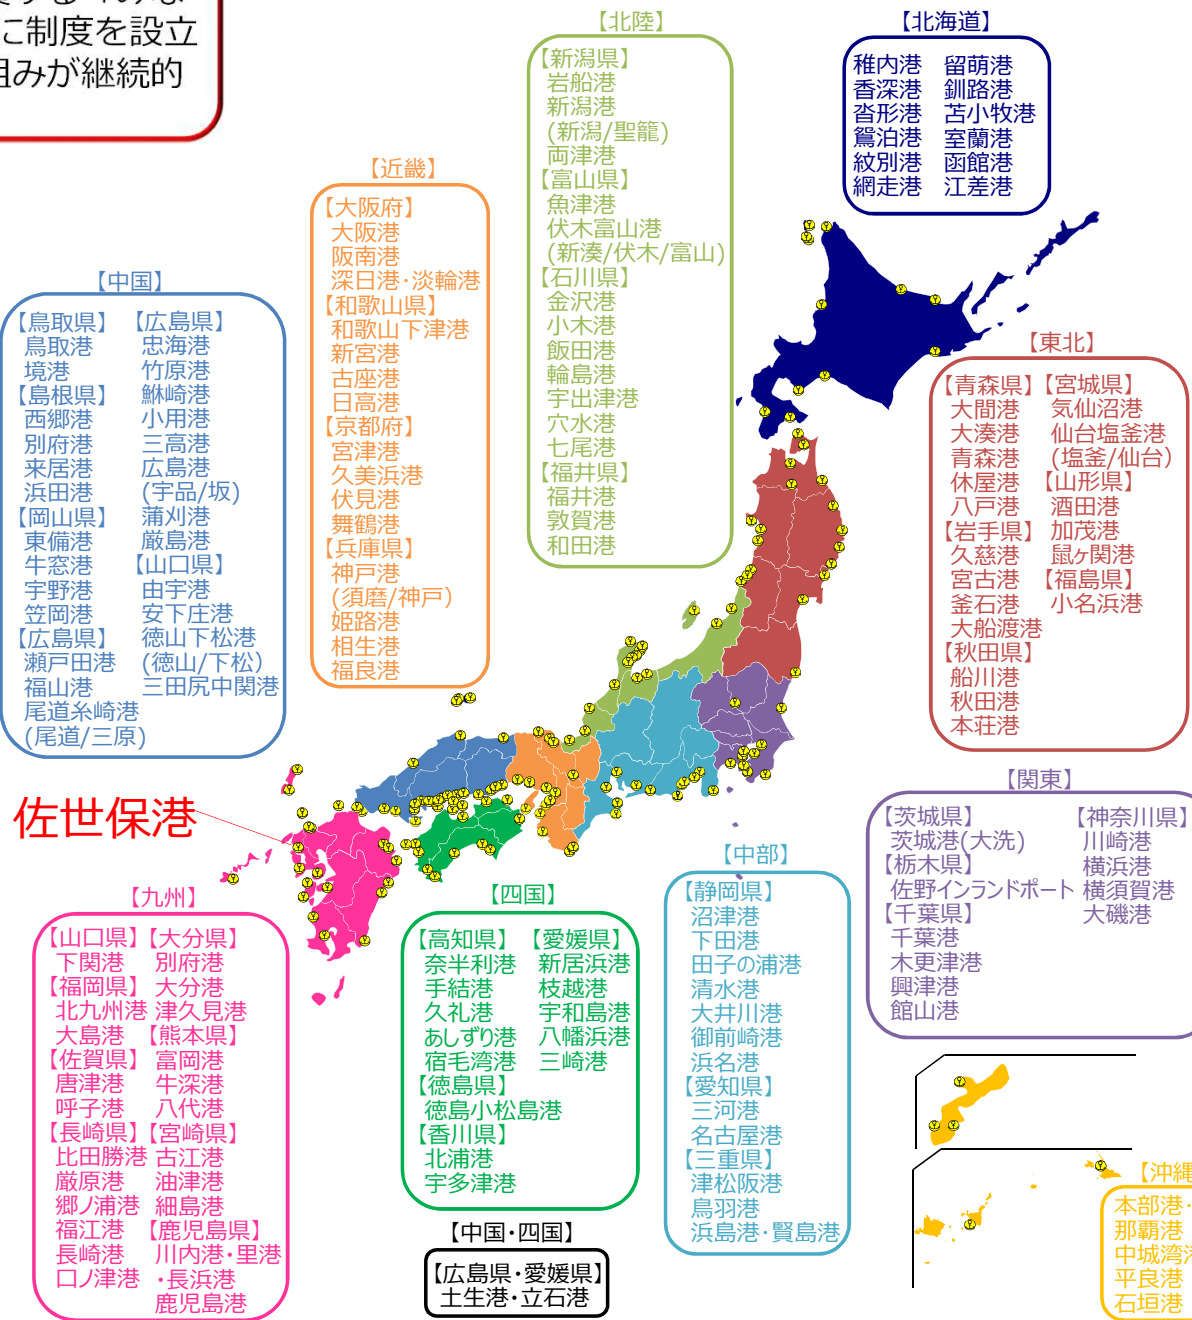 に制度を設立
組みが継続的
【北陸】
【新潟県】
岩船港
新潟港
(新潟/聖籠)
両津港
【富山県】
魚津港
伏木富山港
(新湊/伏木/富山)
【石川県】
金沢港
小木港
飯田港
輪島港
宇出津港
穴水港
七尾港
【福井県】
福井港
敦賀港
和田港
【北海道】
稚内港 留萌港
香深港 釧路港
沓形港 苫小牧港
鴛泊港 室蘭港
紋別港 函館港
網走港 江差港
【近畿】
【大阪府】
大阪港
阪南港
深日港・淡輪港
【和歌山県】
和歌山下津港
新宮港
古座港
日高港
【京都府】
宮津港
久美浜港
伏見港
舞鶴港
【兵庫県】
神戸港
(須磨/神戸)
姫路港
相生港
福良港
【中国】
【鳥取県】
鳥取港
境港
【島根県】
西郷港
別府港
来居港
浜田港
【岡山県】
東備港
牛窓港
宇野港
笠岡港
【広島県】
瀬戸田港
福山港
尾道糸崎港
(尾道/三原)
【広島県】
忠海港
竹原港
鮴崎港
小用港
三高港
広島港
(宇品/坂)
蒲刈港
厳島港
【山口県】
由宇港
安下庄港
徳山下松港
(徳山/下松)
三田尻中関港
【東北】
【青森県】
大間港
大湊港
青森港
休屋港
八戸港
【岩手県】
久慈港
宮古港
釜石港
大船渡港
【秋田県】
船川港
秋田港
本荘港
【宮城県】
気仙沼港
仙台塩釜港
(塩釜/仙台)
【山形県】
酒田港
加茂港
鼠ヶ関港
【福島県】
小名浜港
佐世保港
【関東】
【茨城県】
茨城港(大洗)
【栃木県】
佐野インランドポート
【千葉県】
千葉港
木更津港
興津港
館山港
【神奈川県】
川崎港
横浜港
横須賀港
大磯港
【中部】
【静岡県】
沼津港
下田港
田子の浦港
清水港
大井川港
御前崎港
浜名港
【愛知県】
三河港
名古屋港
【三重県】
津松阪港
鳥羽港
浜島港・賢島港
【四国】
【高知県】
奈半利港
手結港
久礼港
あしずり港
宿毛湾港
【徳島県】
徳島小松島港
【香川県】
北浦港
宇多津港
【愛媛県】
新居浜港
枝越港
宇和島港
八幡浜港
三崎港
【九州】
【山口県】
下関港
【福岡県】
北九州港
大島港
【佐賀県】
唐津港
呼子港
【長崎県】
比田勝港
厳原港
郷ノ浦港
福江港
長崎港
口ノ津港
【大分県】
別府港
大分港
津久見港
【熊本県】
富岡港
牛深港
八代港
【宮崎県】
古江港
油津港
細島港
【鹿児島県】
川内港・里港
・長浜港
鹿児島港
【中国・四国】
【広島県・愛媛県】
土生港・立石港
【沖縄
本部港・
那覇港
中城湾港
平良港
石垣港